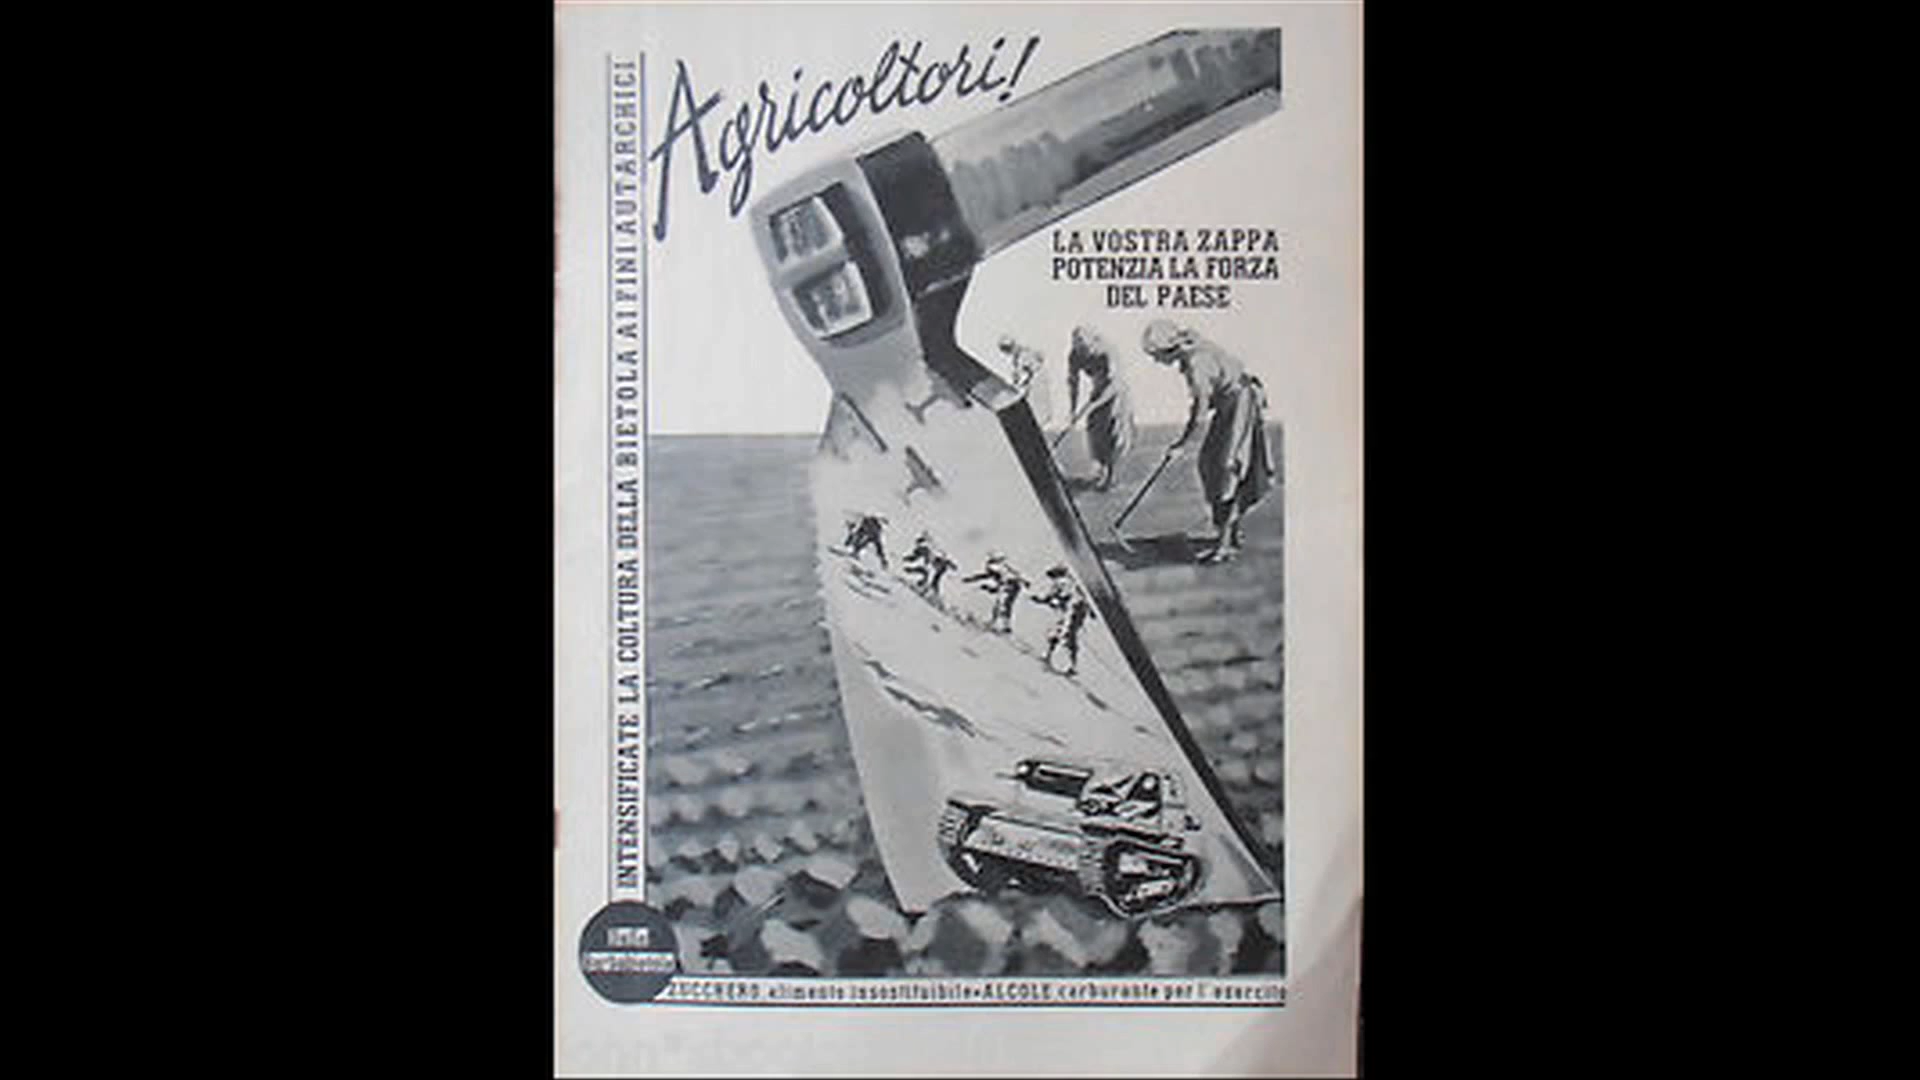 Agricoltori!
LA VOSTRA ZAPPA
POTENZIA LA FORZA
DEL PAESE
INTENSIFICATE LA COLTURA DELLA BIETOLA AI FINI AUTARCHICI
ZUCCHERO alimento insostituibile • ALCOLE carburante per l'esercito